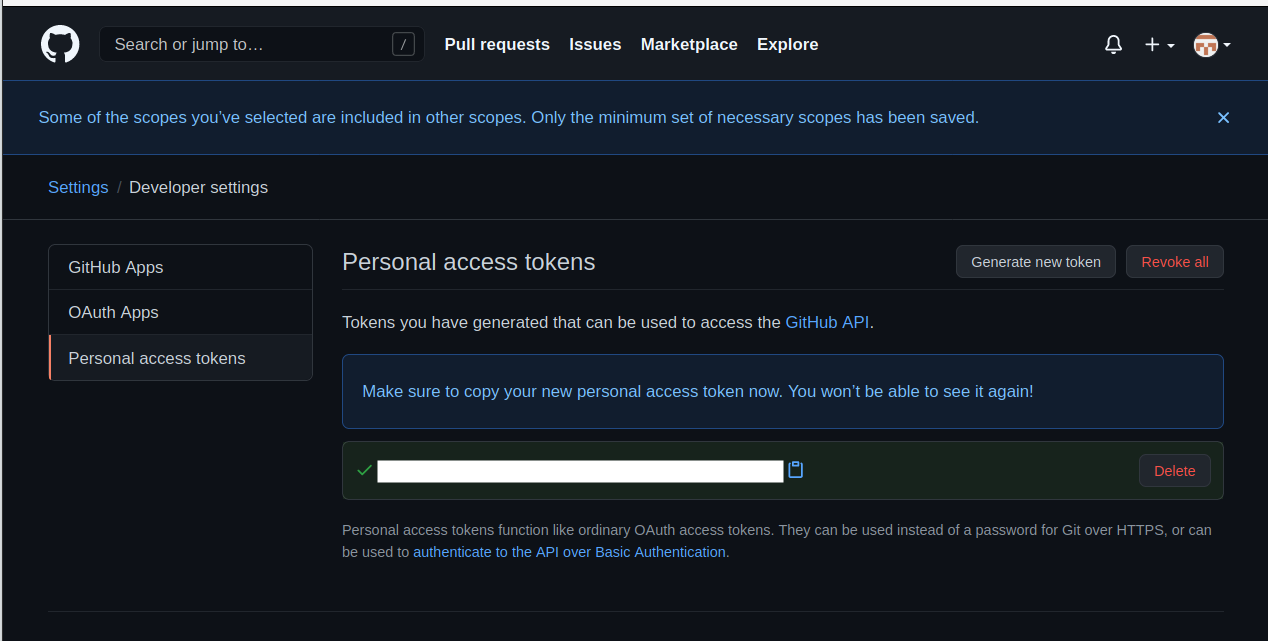 Search or jump to… /
Pull requests Issues Marketplace Explore
Some of the scopes you’ve selected are included in other scopes. Only the minimum set of necessary scopes has been saved.
Settings / Developer settings
GitHub Apps
OAuth Apps
Personal access tokens
Personal access tokens
Generate new token
Revoke all
Tokens you have generated that can be used to access the GitHub API.
Make sure to copy your new personal access token now. You won’t be able to see it again!
Delete
Personal access tokens function like ordinary OAuth access tokens. They can be used instead of a password for Git over HTTPS, or can
be used to authenticate to the API over Basic Authentication.